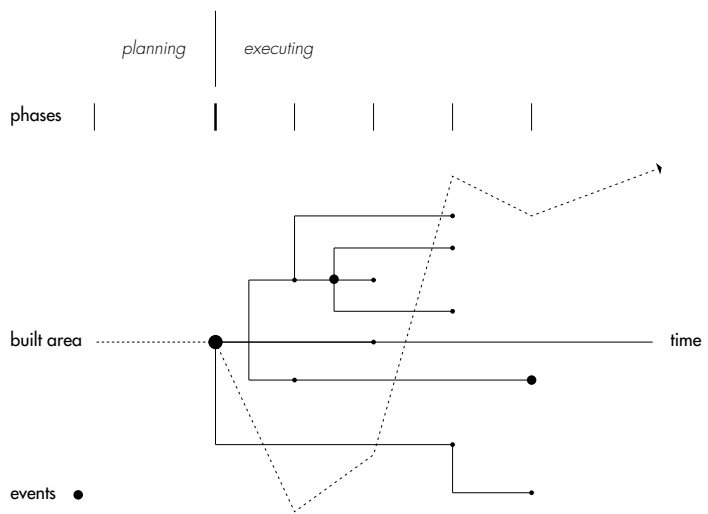 planning executing
phases
built area time
events